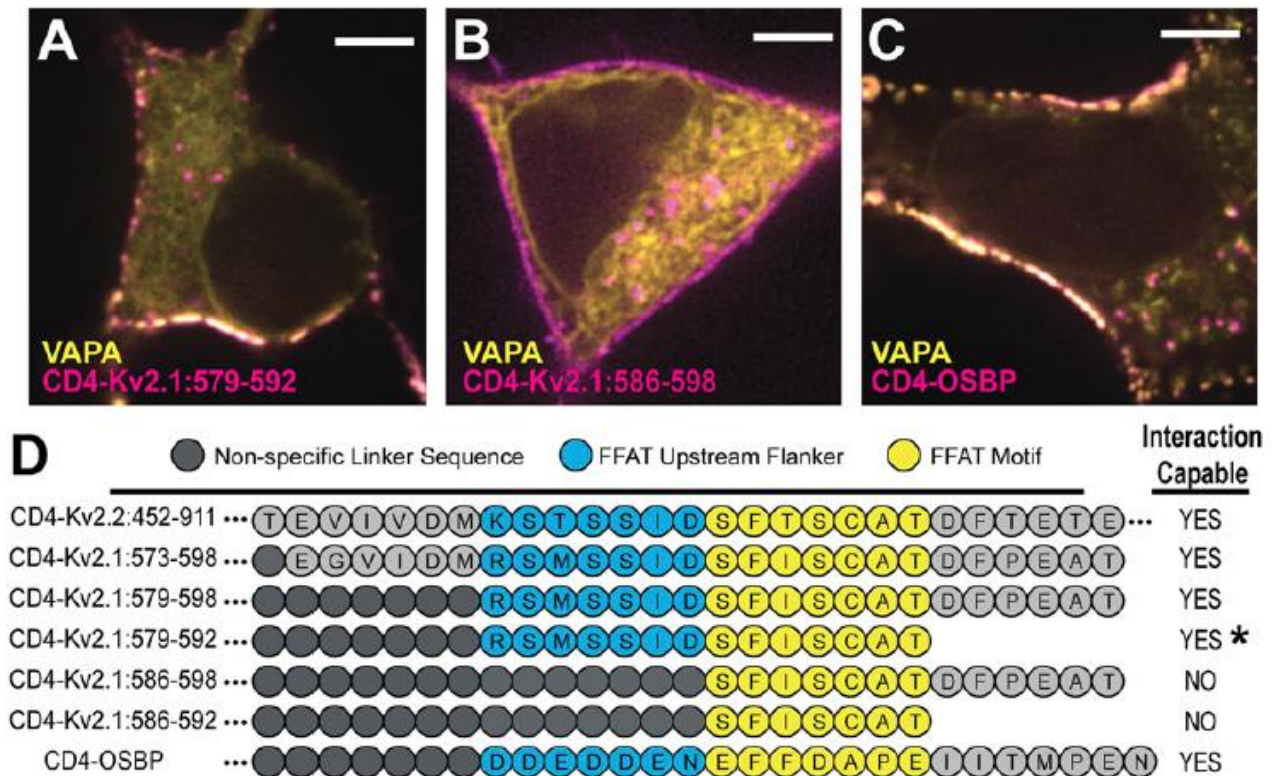 A
B
C
VAPA
CD4-Kv2.1:579-592
VAPA
CD4-Kv2.1:586-598
VAPA
CD4-OSBP
D
Non-specific Linker Sequence
FFAT Upstream Flanker
FFAT Motif
Interaction
Capable
CD4-Kv2.2:452-911 ••• T E V I V D M K S T S S I D S F T S C A T D F T E T E ••• YES
CD4-Kv2.1:573-598 ••• E G V I D M R S M S S I D S F I S C A T D F P E A T YES
CD4-Kv2.1:579-598 ••• R S M S S I D S F I S C A T D F P E A T YES
CD4-Kv2.1:579-592 ••• R S M S S I D S F I S C A T YES *
CD4-Kv2.1:586-598 ••• S F I S C A T D F P E A T NO
CD4-Kv2.1:586-592 ••• S F I S C A T NO
CD4-OSBP ••• D D E D D E N E F F D A P E I I T M P E N YES